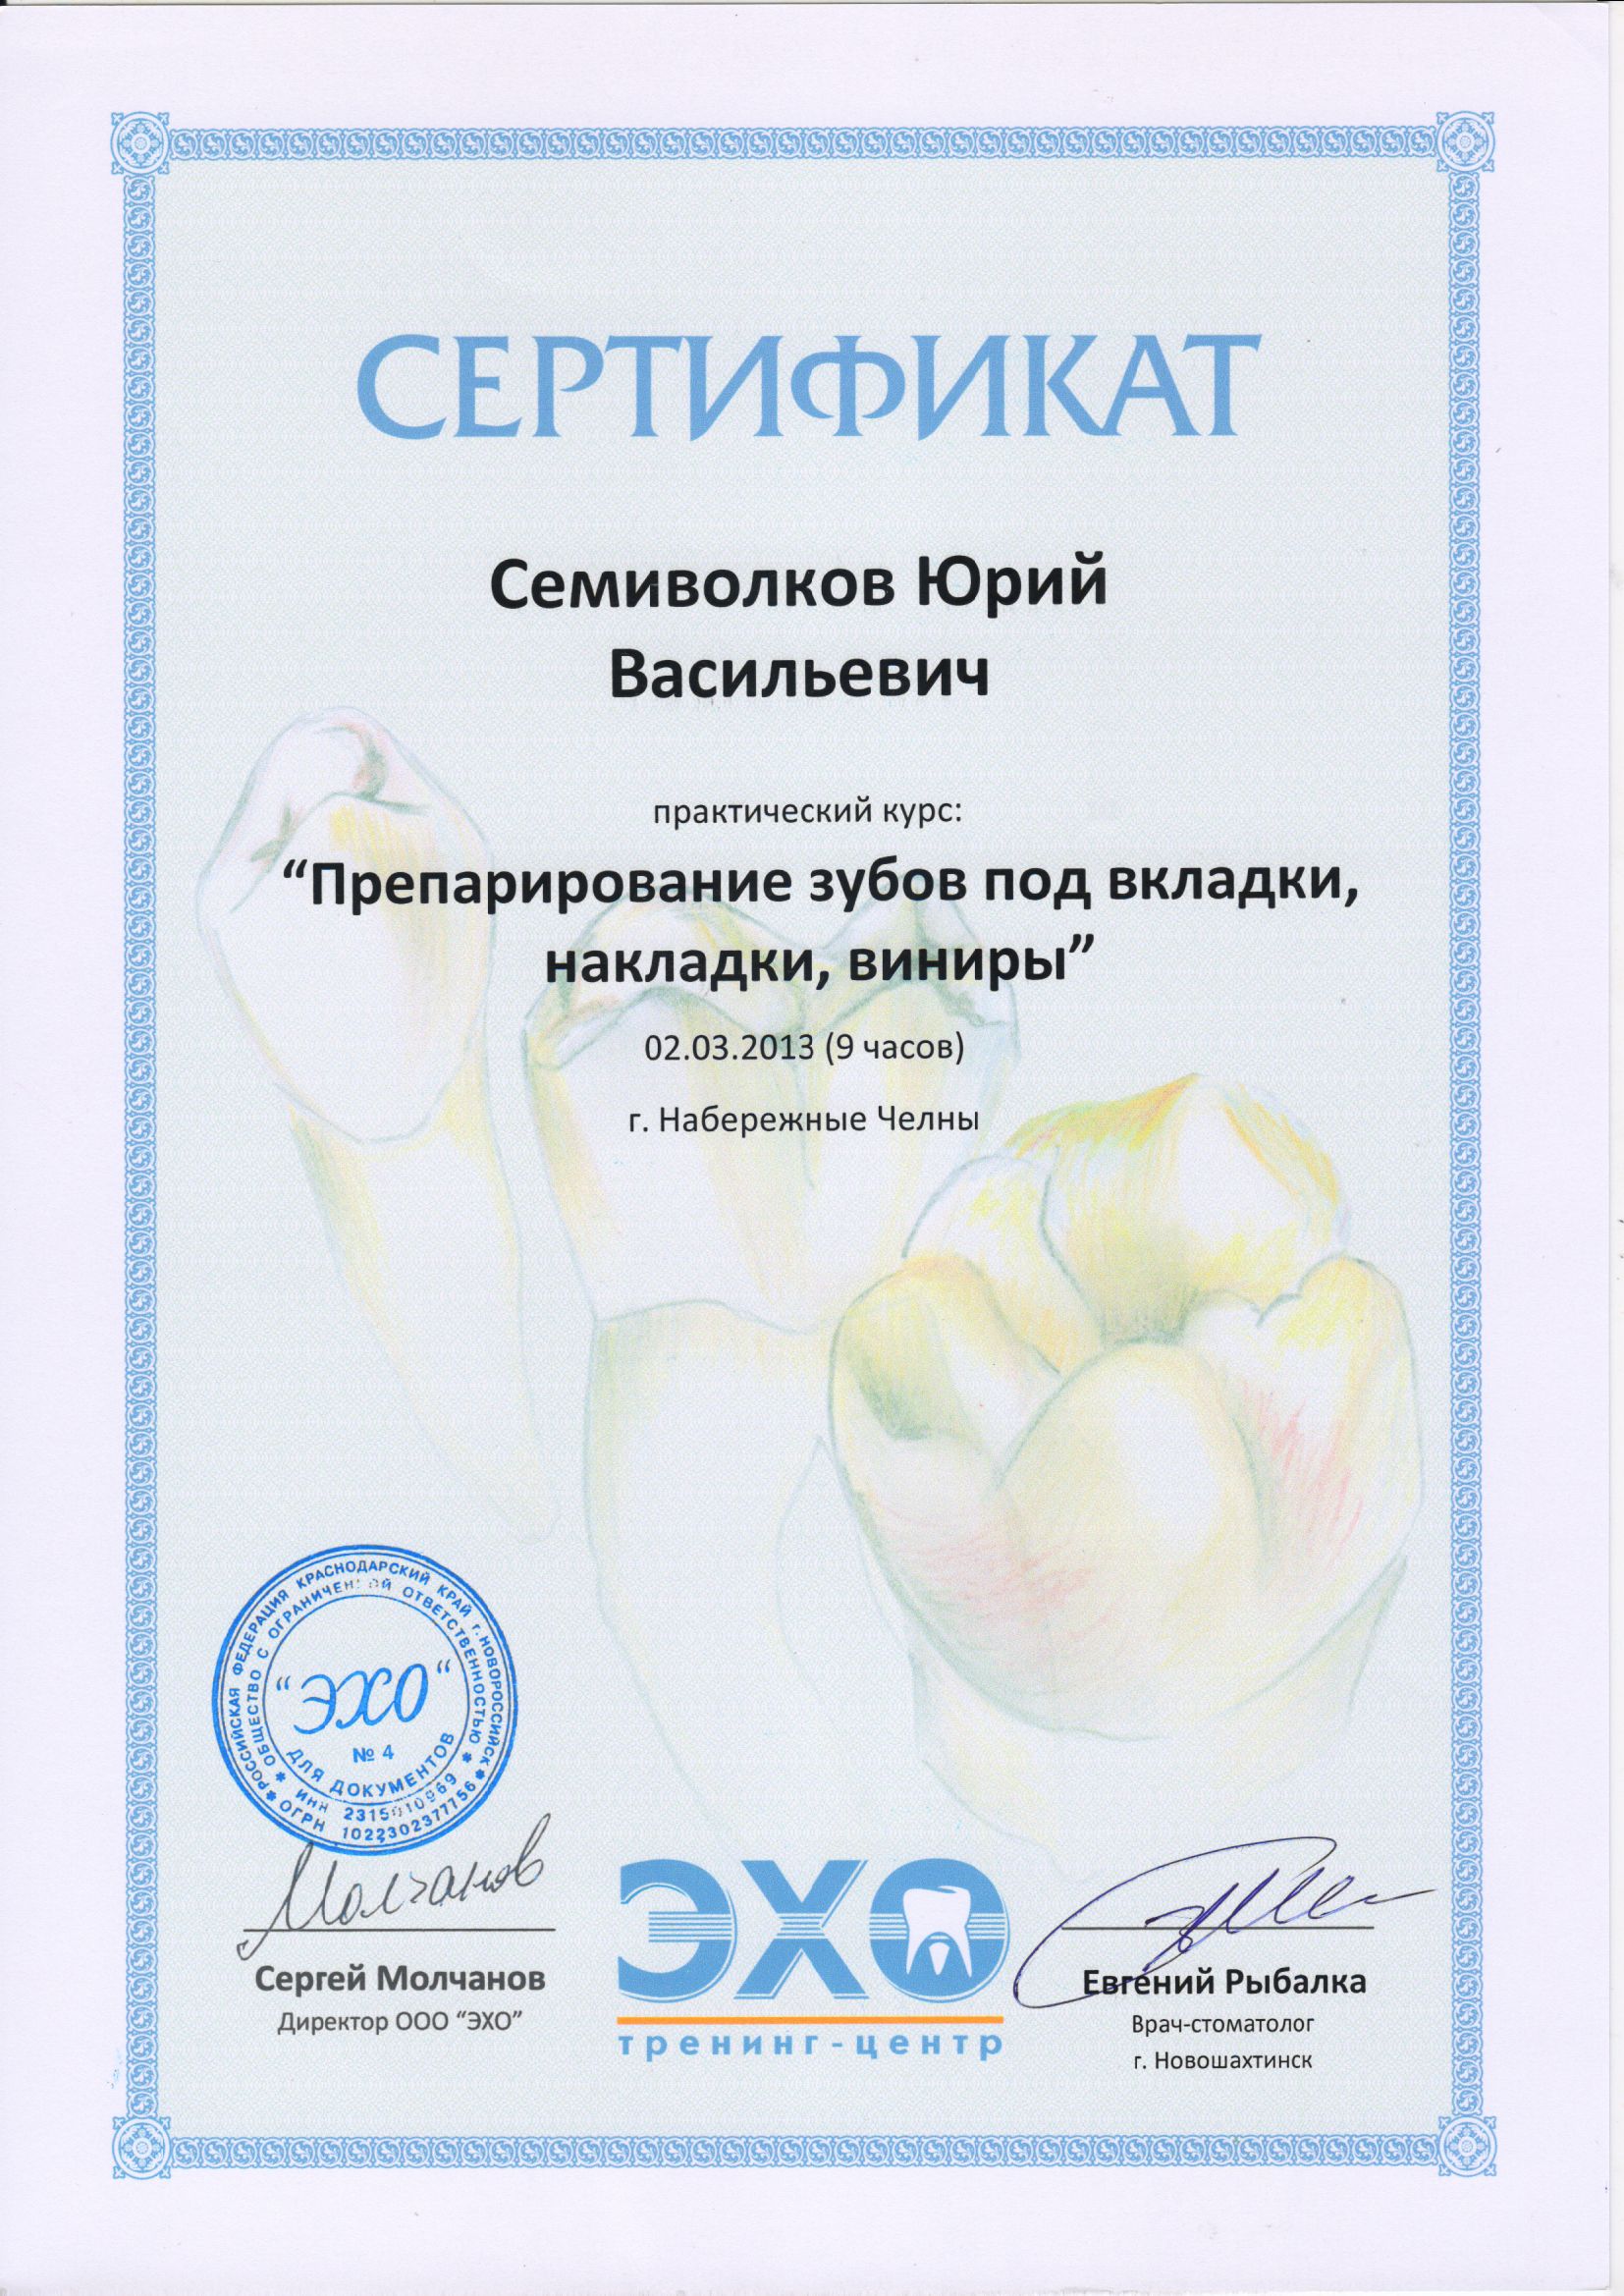 СЕРТИФИКАТ
Семиволков Юрий
Васильевич
практический курс:
“Препарирование зубов под вкладки,
накладки, виниры”
02.03.2013 (9 часов)
г. Набережные Челны
РОССИЙСКАЯ ФЕДЕРАЦИЯ КРАСНОДАРСКИЙ КРАЙ г. НОВОРОССИЙСК
ОБЩЕСТВО С ОГРАНИЧЕННОЙ ОТВЕТСТВЕННОСТЬЮ
“ЭХО“
№ 4
ДЛЯ ДОКУМЕНТОВ
ИНН 2315010969
ОГРН 1022302377756
Молчанов
Сергей Молчанов
Директор ООО “ЭХО”
ЭХО
тренинг-центр
Евгений Рыбалка
Врач-стоматолог
г. Новошахтинск